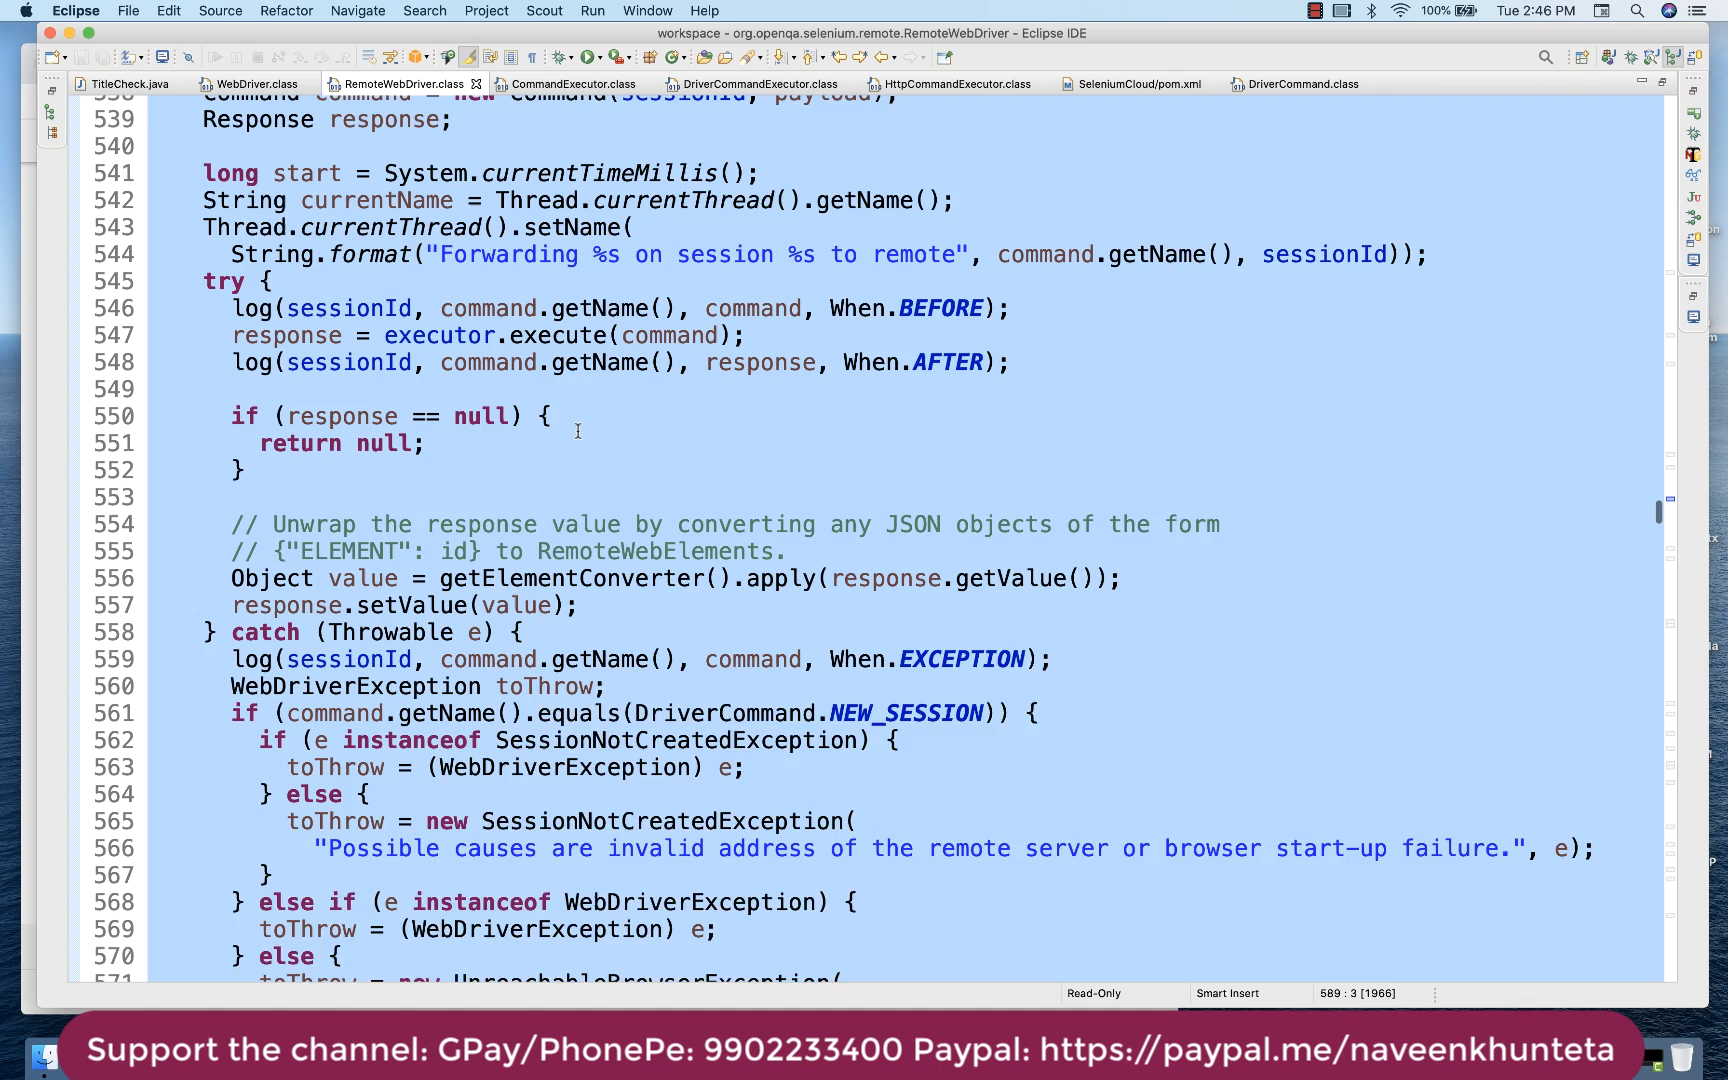 Eclipse File Edit Source Refactor Navigate Search Project Scout Run Window Help 100% Tue 2:46 PM
workspace - org.openqa.selenium.remote.RemoteWebDriver - Eclipse IDE
TitleCheck.java WebDriver.class RemoteWebDriver.class CommandExecutor.class DriverCommandExecutor.class HttpCommandExecutor.class SeleniumCloud/pom.xml DriverCommand.class
538 Command command = new Command(sessionId, payload);
539 Response response;
540
541 long start = System.currentTimeMillis();
542 String currentName = Thread.currentThread().getName();
543 Thread.currentThread().setName(
544 String.format("Forwarding %s on session %s to remote", command.getName(), sessionId));
545 try {
546 log(sessionId, command.getName(), command, When.BEFORE);
547 response = executor.execute(command);
548 log(sessionId, command.getName(), response, When.AFTER);
549
550 if (response == null) {
551 return null;
552 }
553
554 // Unwrap the response value by converting any JSON objects of the form
555 // {"ELEMENT": id} to RemoteWebElements.
556 Object value = getElementConverter().apply(response.getValue());
557 response.setValue(value);
558 } catch (Throwable e) {
559 log(sessionId, command.getName(), command, When.EXCEPTION);
560 WebDriverException toThrow;
561 if (command.getName().equals(DriverCommand.NEW_SESSION)) {
562 if (e instanceof SessionNotCreatedException) {
563 toThrow = (WebDriverException) e;
564 } else {
565 toThrow = new SessionNotCreatedException(
566 "Possible causes are invalid address of the remote server or browser start-up failure.", e);
567 }
568 } else if (e instanceof WebDriverException) {
569 toThrow = (WebDriverException) e;
570 } else {
571 toThrow = new UnreachableBrowserException(
Read-Only Smart Insert 589 : 3 [1966]
Support the channel: GPay/PhonePe: 9902233400 Paypal: https://paypal.me/naveenkhunteta